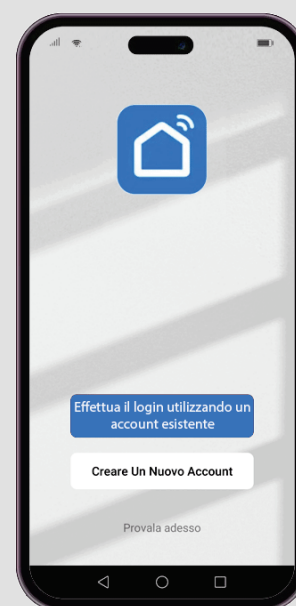 Effettua il login utilizzando un
account esistente
Creare Un Nuovo Account
Provala adesso